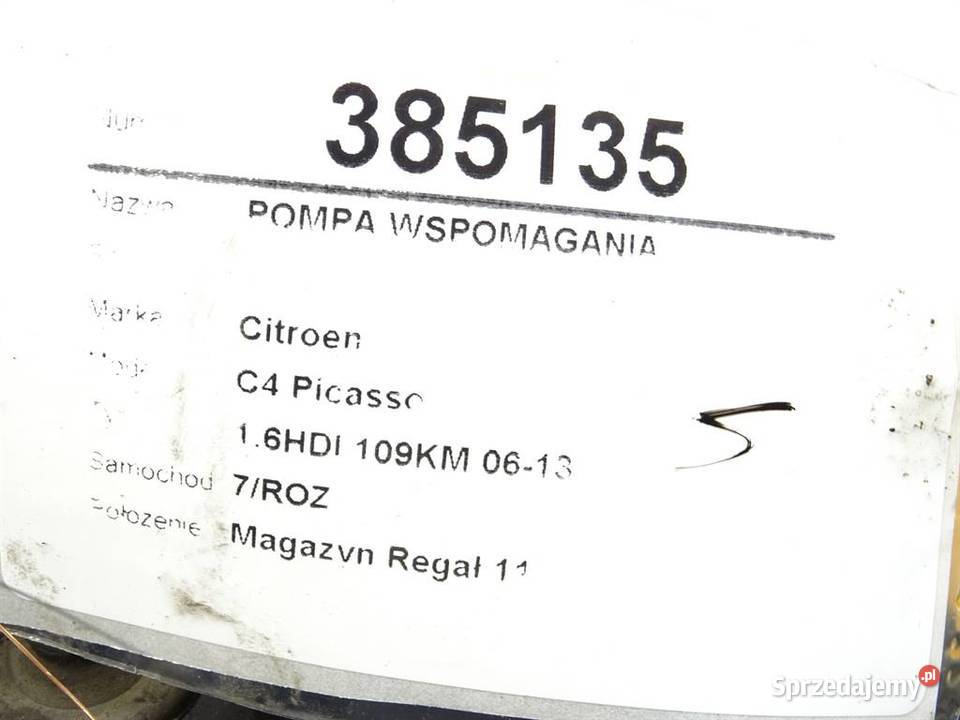 385135
Nazwa POMPA WSPOMAGANIA
Marka Citroen
C4 Picasso
1.6HDI 109KM 06-13
Samochod 7/ROZ
Położenie Magazyn Regał 11
5
Sprzedajemy.pl